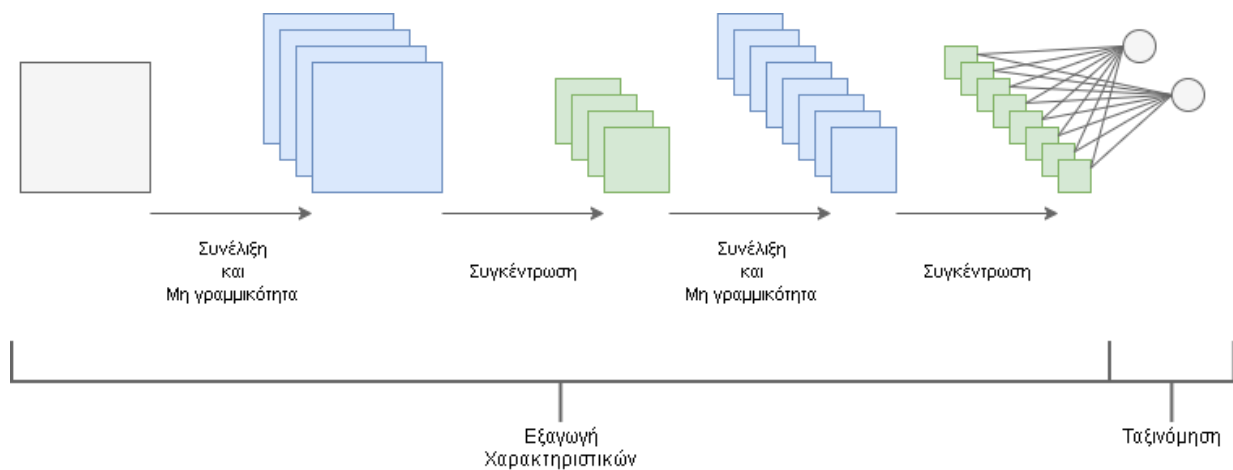 Συνέλιξη
και
Μη γραμμικότητα
Συγκέντρωση
Συνέλιξη
και
Μη γραμμικότητα
Συγκέντρωση
Εξαγωγή
Χαρακτηριστικών
Ταξινόμηση